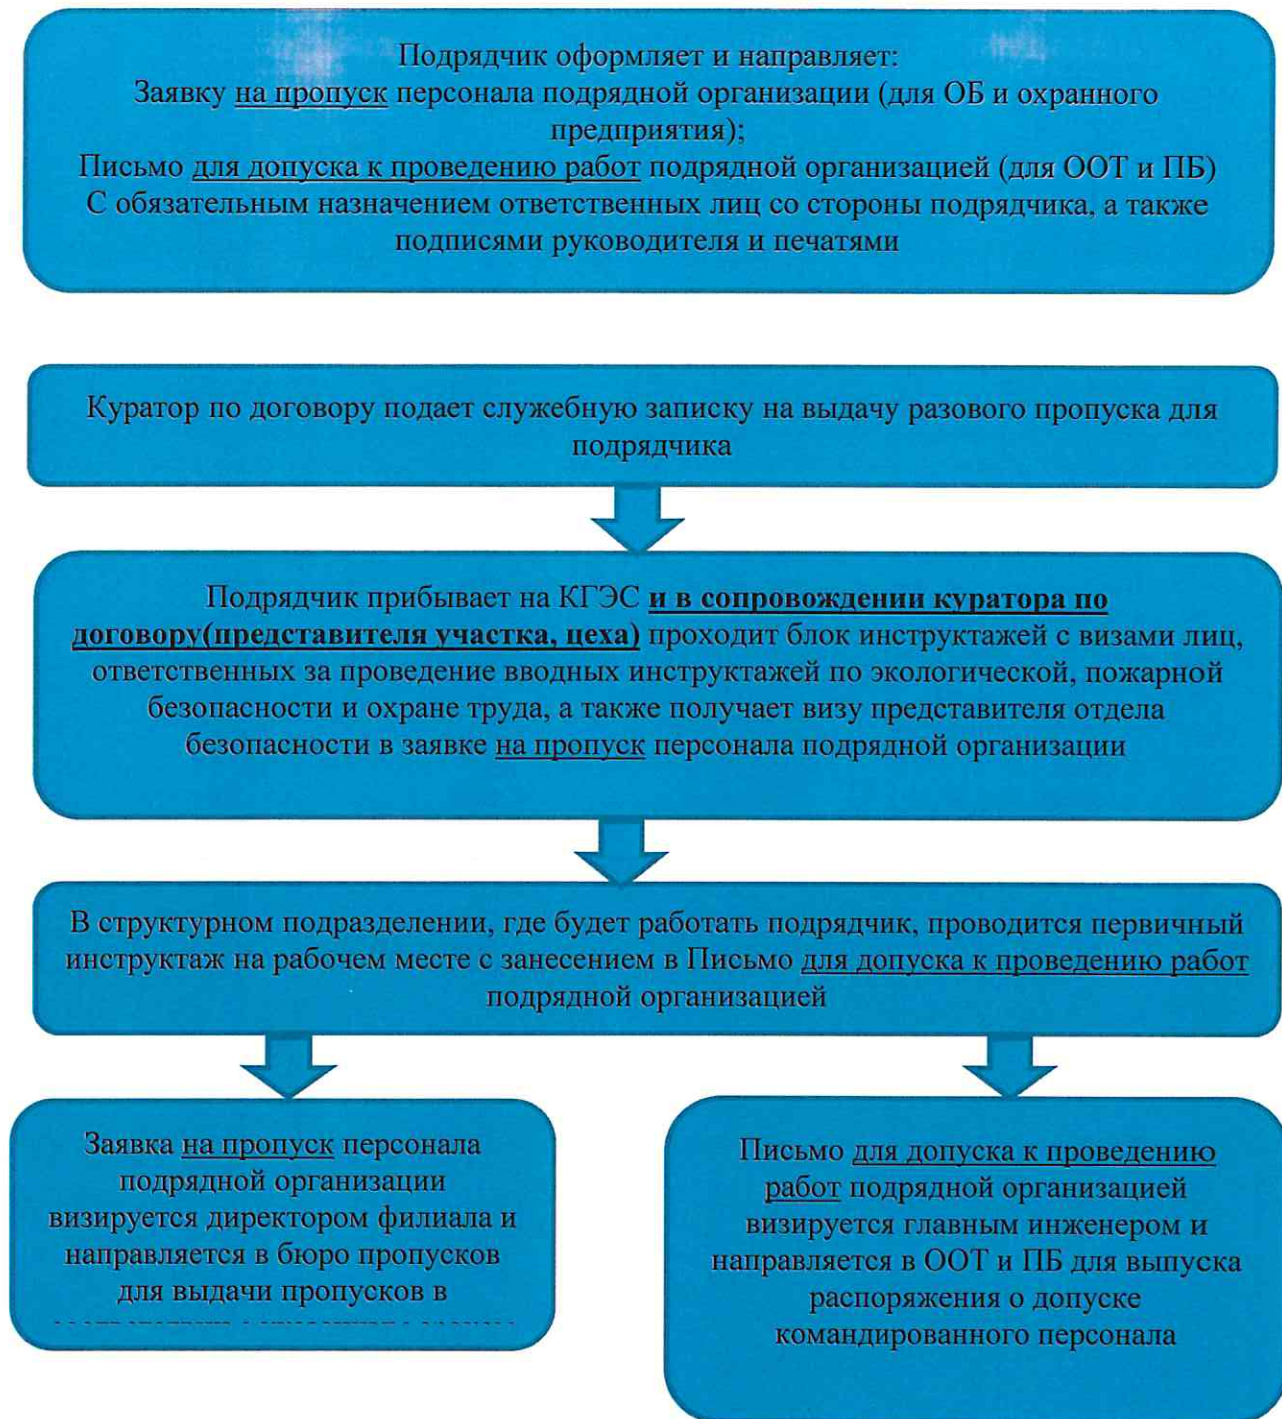 Подрядчик оформляет и направляет:
Заявку на пропуск персонала подрядной организации (для ОБ и охранного
предприятия);
Письмо для допуска к проведению работ подрядной организацией (для ООТ и ПБ)
С обязательным назначением ответственных лиц со стороны подрядчика, а также
подписями руководителя и печатями
Куратор по договору подает служебную записку на выдачу разового пропуска для
подрядчика
Подрядчик прибывает на КГЭС и в сопровождении куратора по
договору(представителя участка, цеха) проходит блок инструктажей с визами лиц,
ответственных за проведение вводных инструктажей по экологической, пожарной
безопасности и охране труда, а также получает визу представителя отдела
безопасности в заявке на пропуск персонала подрядной организации
В структурном подразделении, где будет работать подрядчик, проводится первичный
инструктаж на рабочем месте с занесением в Письмо для допуска к проведению работ
подрядной организацией
Заявка на пропуск персонала
подрядной организации
визируется директором филиала и
направляется в бюро пропусков
для выдачи пропусков в
Письмо для допуска к проведению
работ подрядной организацией
визируется главным инженером и
направляется в ООТ и ПБ для выпуска
распоряжения о допуске
командированного персонала